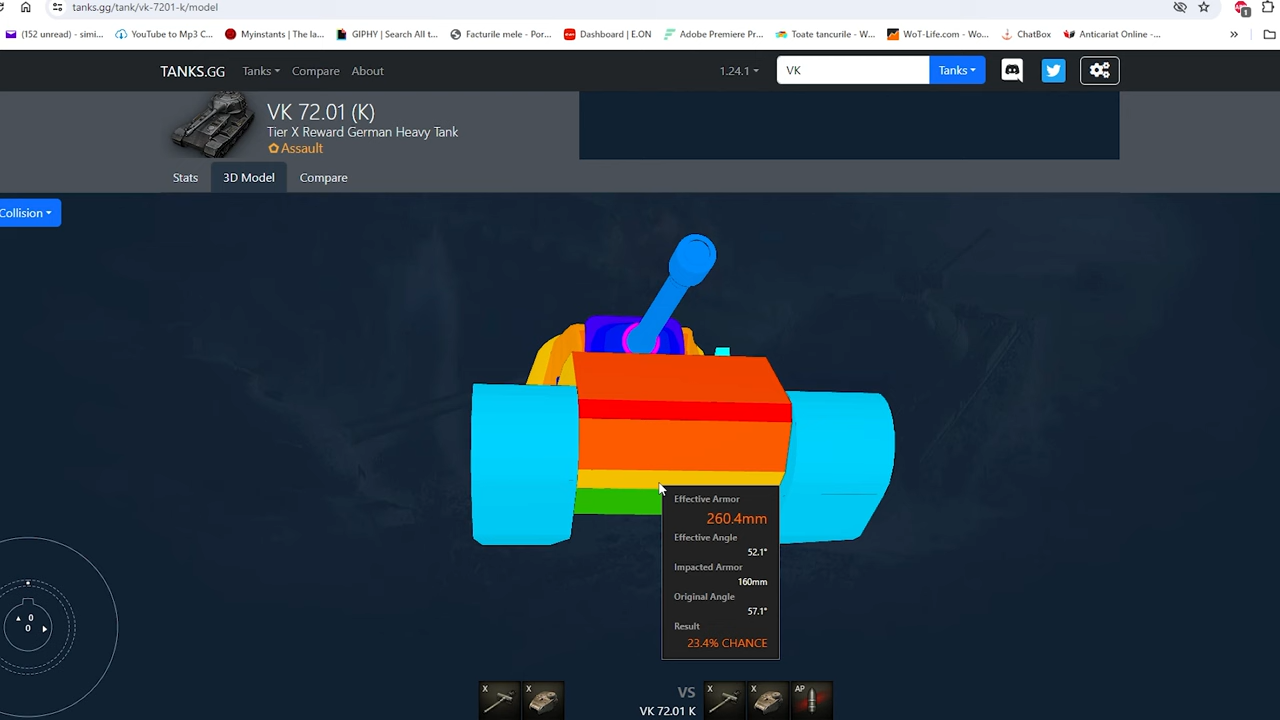 tanks.gg/tank/vk-7201-k/model
1
(152 unread) - simi... YouTube to Mp3 C... Myinstants | The la... GIPHY | Search All t... Facturile mele - Por... Dashboard | E.ON Adobe Premiere Pr... Toate tancurile - W... WoT-Life.com - Wo... ChatBox Anticariat Online -...
TANKS.GG Tanks Compare About 1.24.1 VK Tanks
VK 72.01 (K)
Tier X Reward German Heavy Tank
Assault
Stats 3D Model Compare
Collision
Effective Armor
260.4mm
Effective Angle
52.1°
Impacted Armor
160mm
Original Angle
57.1°
Result
23.4% CHANCE
0
0
X X VS X X AP
VK 72.01 K